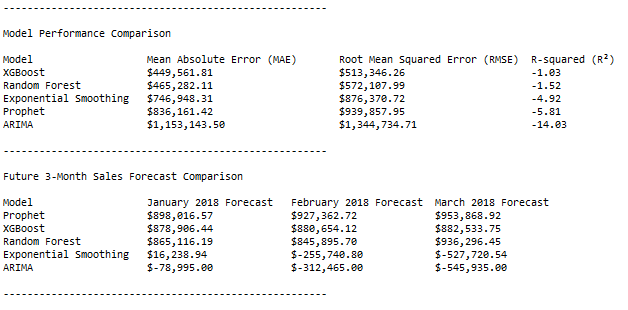 Model Performance Comparison
Model Mean Absolute Error (MAE) Root Mean Squared Error (RMSE) R-squared (R²)
XGBoost $449,561.81 $513,346.26 -1.03
Random Forest $465,282.11 $572,107.99 -1.52
Exponential Smoothing $746,948.31 $876,370.72 -4.92
Prophet $836,161.42 $939,857.95 -5.81
ARIMA $1,153,143.50 $1,344,734.71 -14.03
Future 3-Month Sales Forecast Comparison
Model January 2018 Forecast February 2018 Forecast March 2018 Forecast
Prophet $898,016.57 $927,362.72 $953,868.92
XGBoost $878,906.44 $880,654.12 $882,533.75
Random Forest $865,116.19 $845,895.70 $936,296.45
Exponential Smoothing $16,238.94 $-255,740.80 $-527,720.54
ARIMA $-78,995.00 $-312,465.00 $-545,935.00